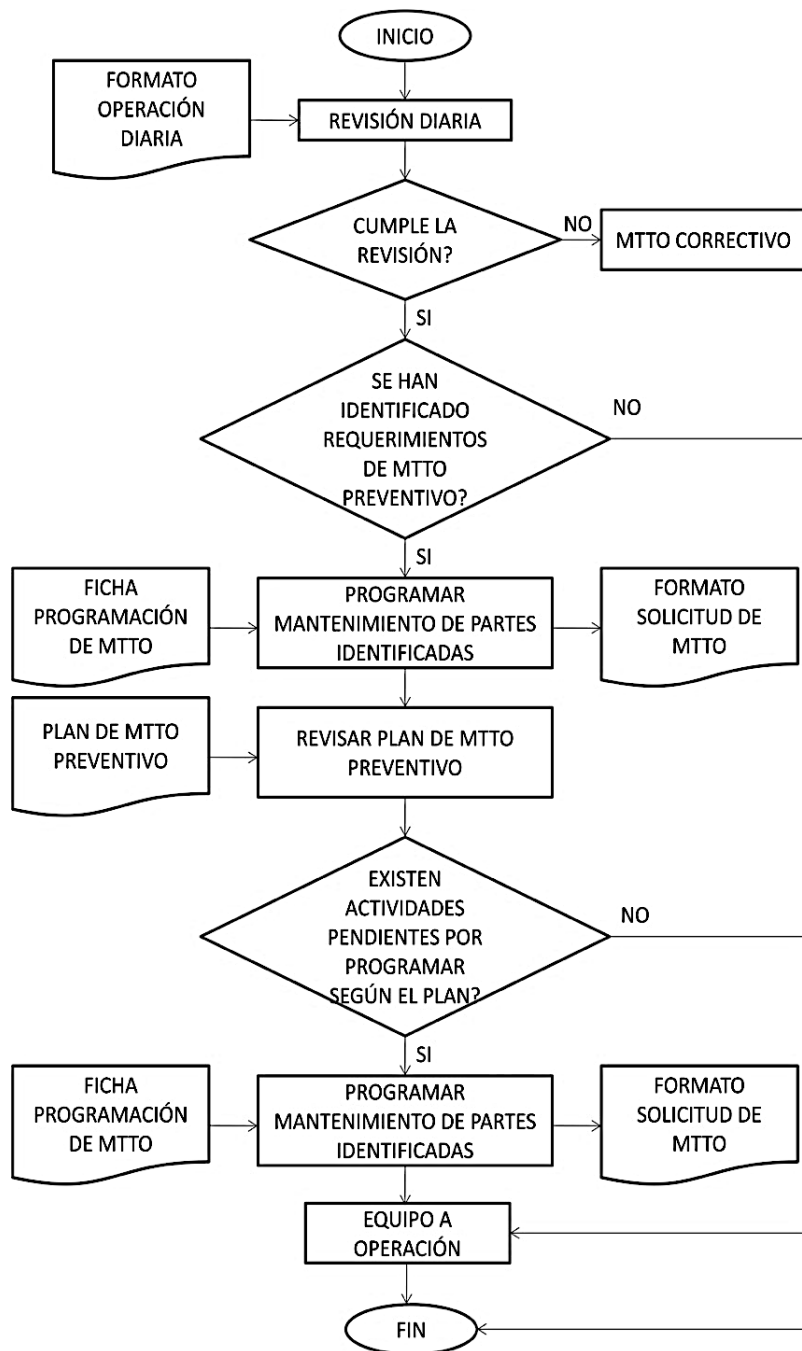 INICIO
FORMATO
OPERACIÓN
DIARIA
REVISIÓN DIARIA
CUMPLE LA
REVISIÓN?
NO
MTTO CORRECTIVO
SI
SE HAN
IDENTIFICADO
REQUERIMIENTOS
DE MTTO
PREVENTIVO?
NO
SI
FICHA
PROGRAMACIÓN
DE MTTO
PROGRAMAR
MANTENIMIENTO DE PARTES
IDENTIFICADAS
FORMATO
SOLICITUD DE
MTTO
PLAN DE MTTO
PREVENTIVO
REVISAR PLAN DE MTTO
PREVENTIVO
EXISTEN
ACTIVIDADES
PENDIENTES POR
PROGRAMAR
SEGÚN EL PLAN?
NO
SI
FICHA
PROGRAMACIÓN
DE MTTO
PROGRAMAR
MANTENIMIENTO DE PARTES
IDENTIFICADAS
FORMATO
SOLICITUD DE
MTTO
EQUIPO A
OPERACIÓN
FIN